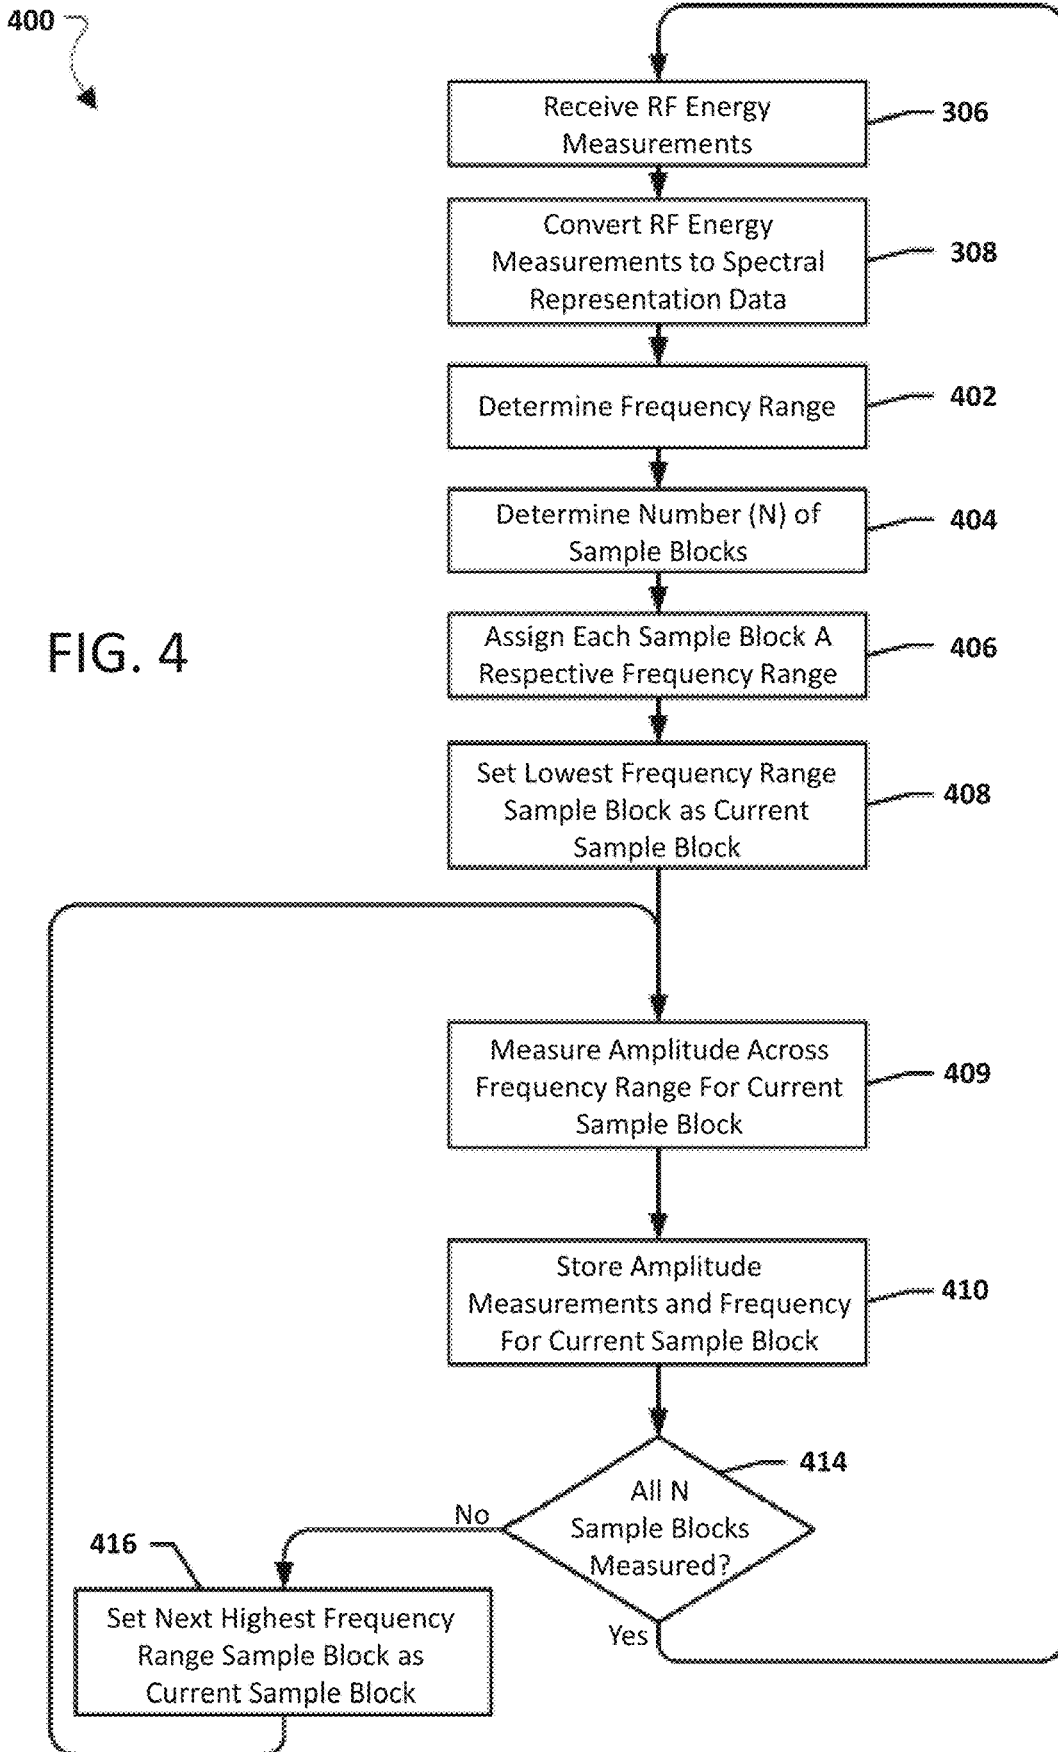 400
Receive RF Energy
Measurements
306
Convert RF Energy
Measurements to Spectral
Representation Data
308
Determine Frequency Range
402
Determine Number (N) of
Sample Blocks
404
FIG. 4
Assign Each Sample Block A
Respective Frequency Range
406
Set Lowest Frequency Range
Sample Block as Current
Sample Block
408
Measure Amplitude Across
Frequency Range For Current
Sample Block
409
Store Amplitude
Measurements and Frequency
For Current Sample Block
410
All N
Sample Blocks
Measured?
414
No
Yes
416
Set Next Highest Frequency
Range Sample Block as
Current Sample Block